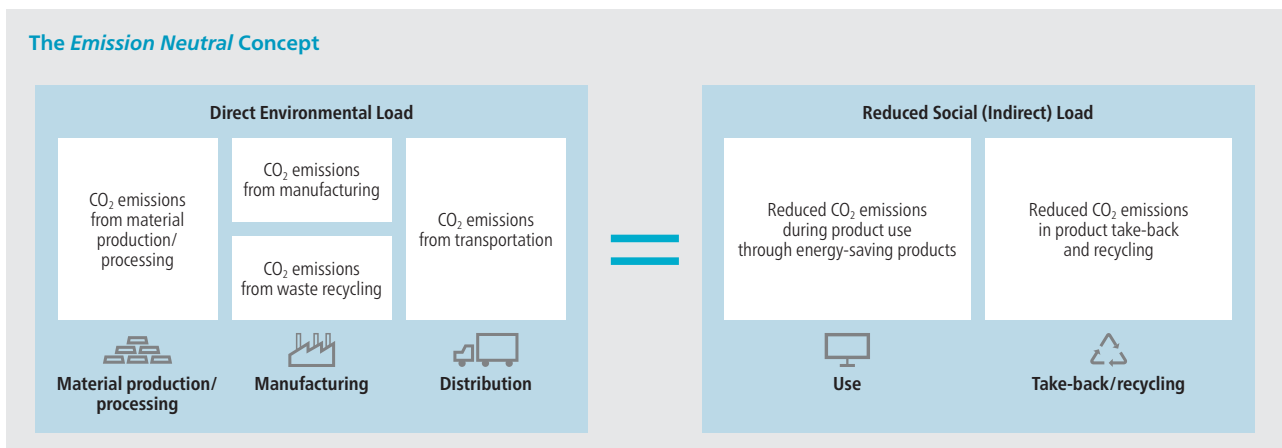 The Emission Neutral Concept
Direct Environmental Load
CO₂ emissions
from material
production/
processing
CO₂ emissions
from manufacturing
CO₂ emissions
from waste recycling
CO₂ emissions
from transportation
Material production/
processing
Manufacturing
Distribution
Reduced Social (Indirect) Load
Reduced CO₂ emissions
during product use
through energy-saving products
Reduced CO₂ emissions
in product take-back
and recycling
Use
Take-back/recycling